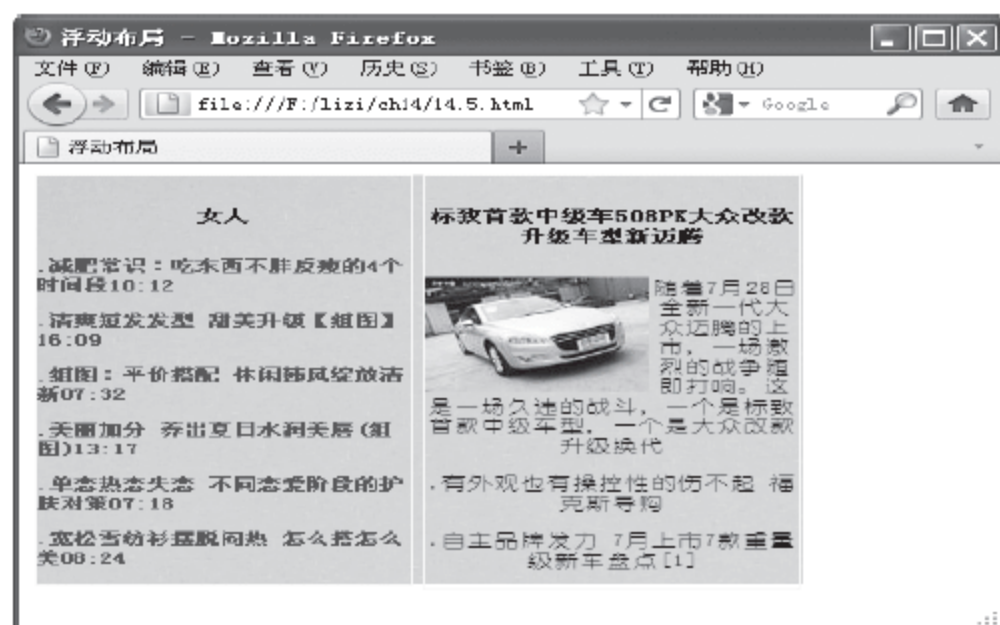 浮动布局 - Mozilla Firefox
文件(F) 编辑(E) 查看(V) 历史(S) 书签(B) 工具(T) 帮助(H)
file:///F:/lizi/ch14/14.5.html
Google
浮动布局
女人
.减肥常识：吃东西不胖反瘦的4个
时间段10:12
.清爽短发发型 甜美升级【组图】
16:09
.组图：平价搭配 休闲韩风绽放清
新07:32
.美丽加分 养出夏日水润美唇(组
图)13:17
.单恋热恋失恋 不同恋爱阶段的护
肤对策07:18
.宽松雪纺衫摆脱闷热 怎么搭怎么
美08:24
标致首款中级车508PK大众改款
升级车型新迈腾
随着7月28日
全新一代大
众迈腾的上
市，一场激
烈的战争随
即打响。这
是一场久违的战斗，一个是标致
首款中级车型，一个是大众改款
升级换代
.有外观也有操控性的伤不起 福
克斯导购
.自主品牌发力 7月上市7款重量
级新车盘点[1]